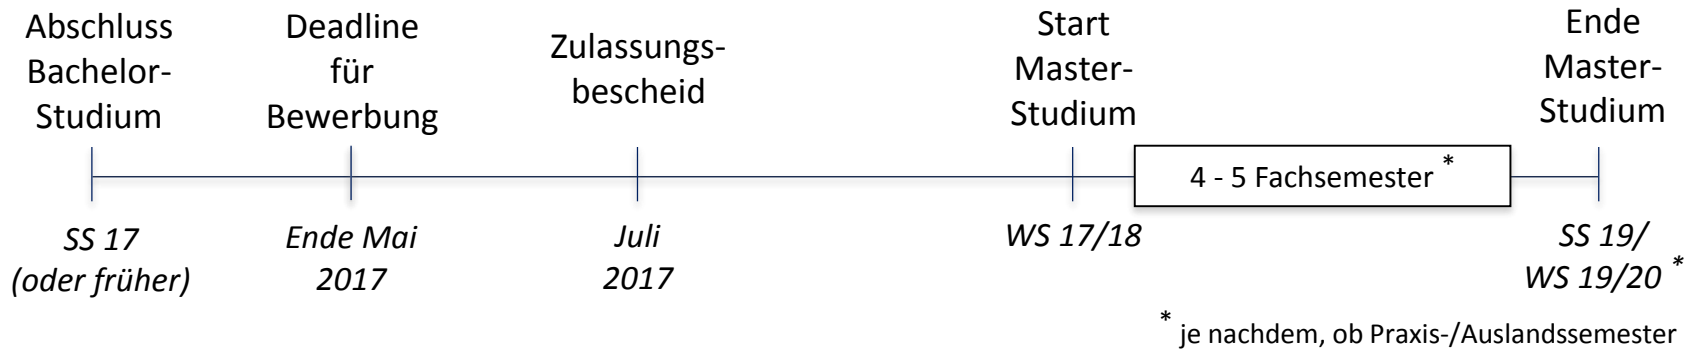 Abschluss
Bachelor-
Studium
Deadline
für
Bewerbung
Zulassungs-
bescheid
Start
Master-
Studium
Ende
Master-
Studium
4 - 5 Fachsemester *
SS 17
(oder früher)
Ende Mai
2017
Juli
2017
WS 17/18
SS 19/
WS 19/20 *
* je nachdem, ob Praxis-/Auslandssemester